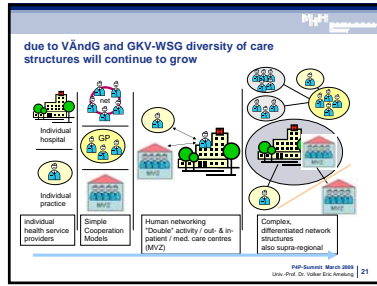 MHH
due to VÄndG and GKV-WSG diversity of care
structures will continue to grow
net
Individual
hospital
GP
Individual
practice
MVZ
MVZ
MVZ
MVZ
individual
health service
providers
Simple
Cooperation
Models
Human networking
"Double" activity / out- & in-
patient / med. care centres
(MVZ)
Complex,
differentiated network
structures
also supra-regional
P4P-Summit March 2009
Univ.-Prof. Dr. Volker Eric Amelung
21